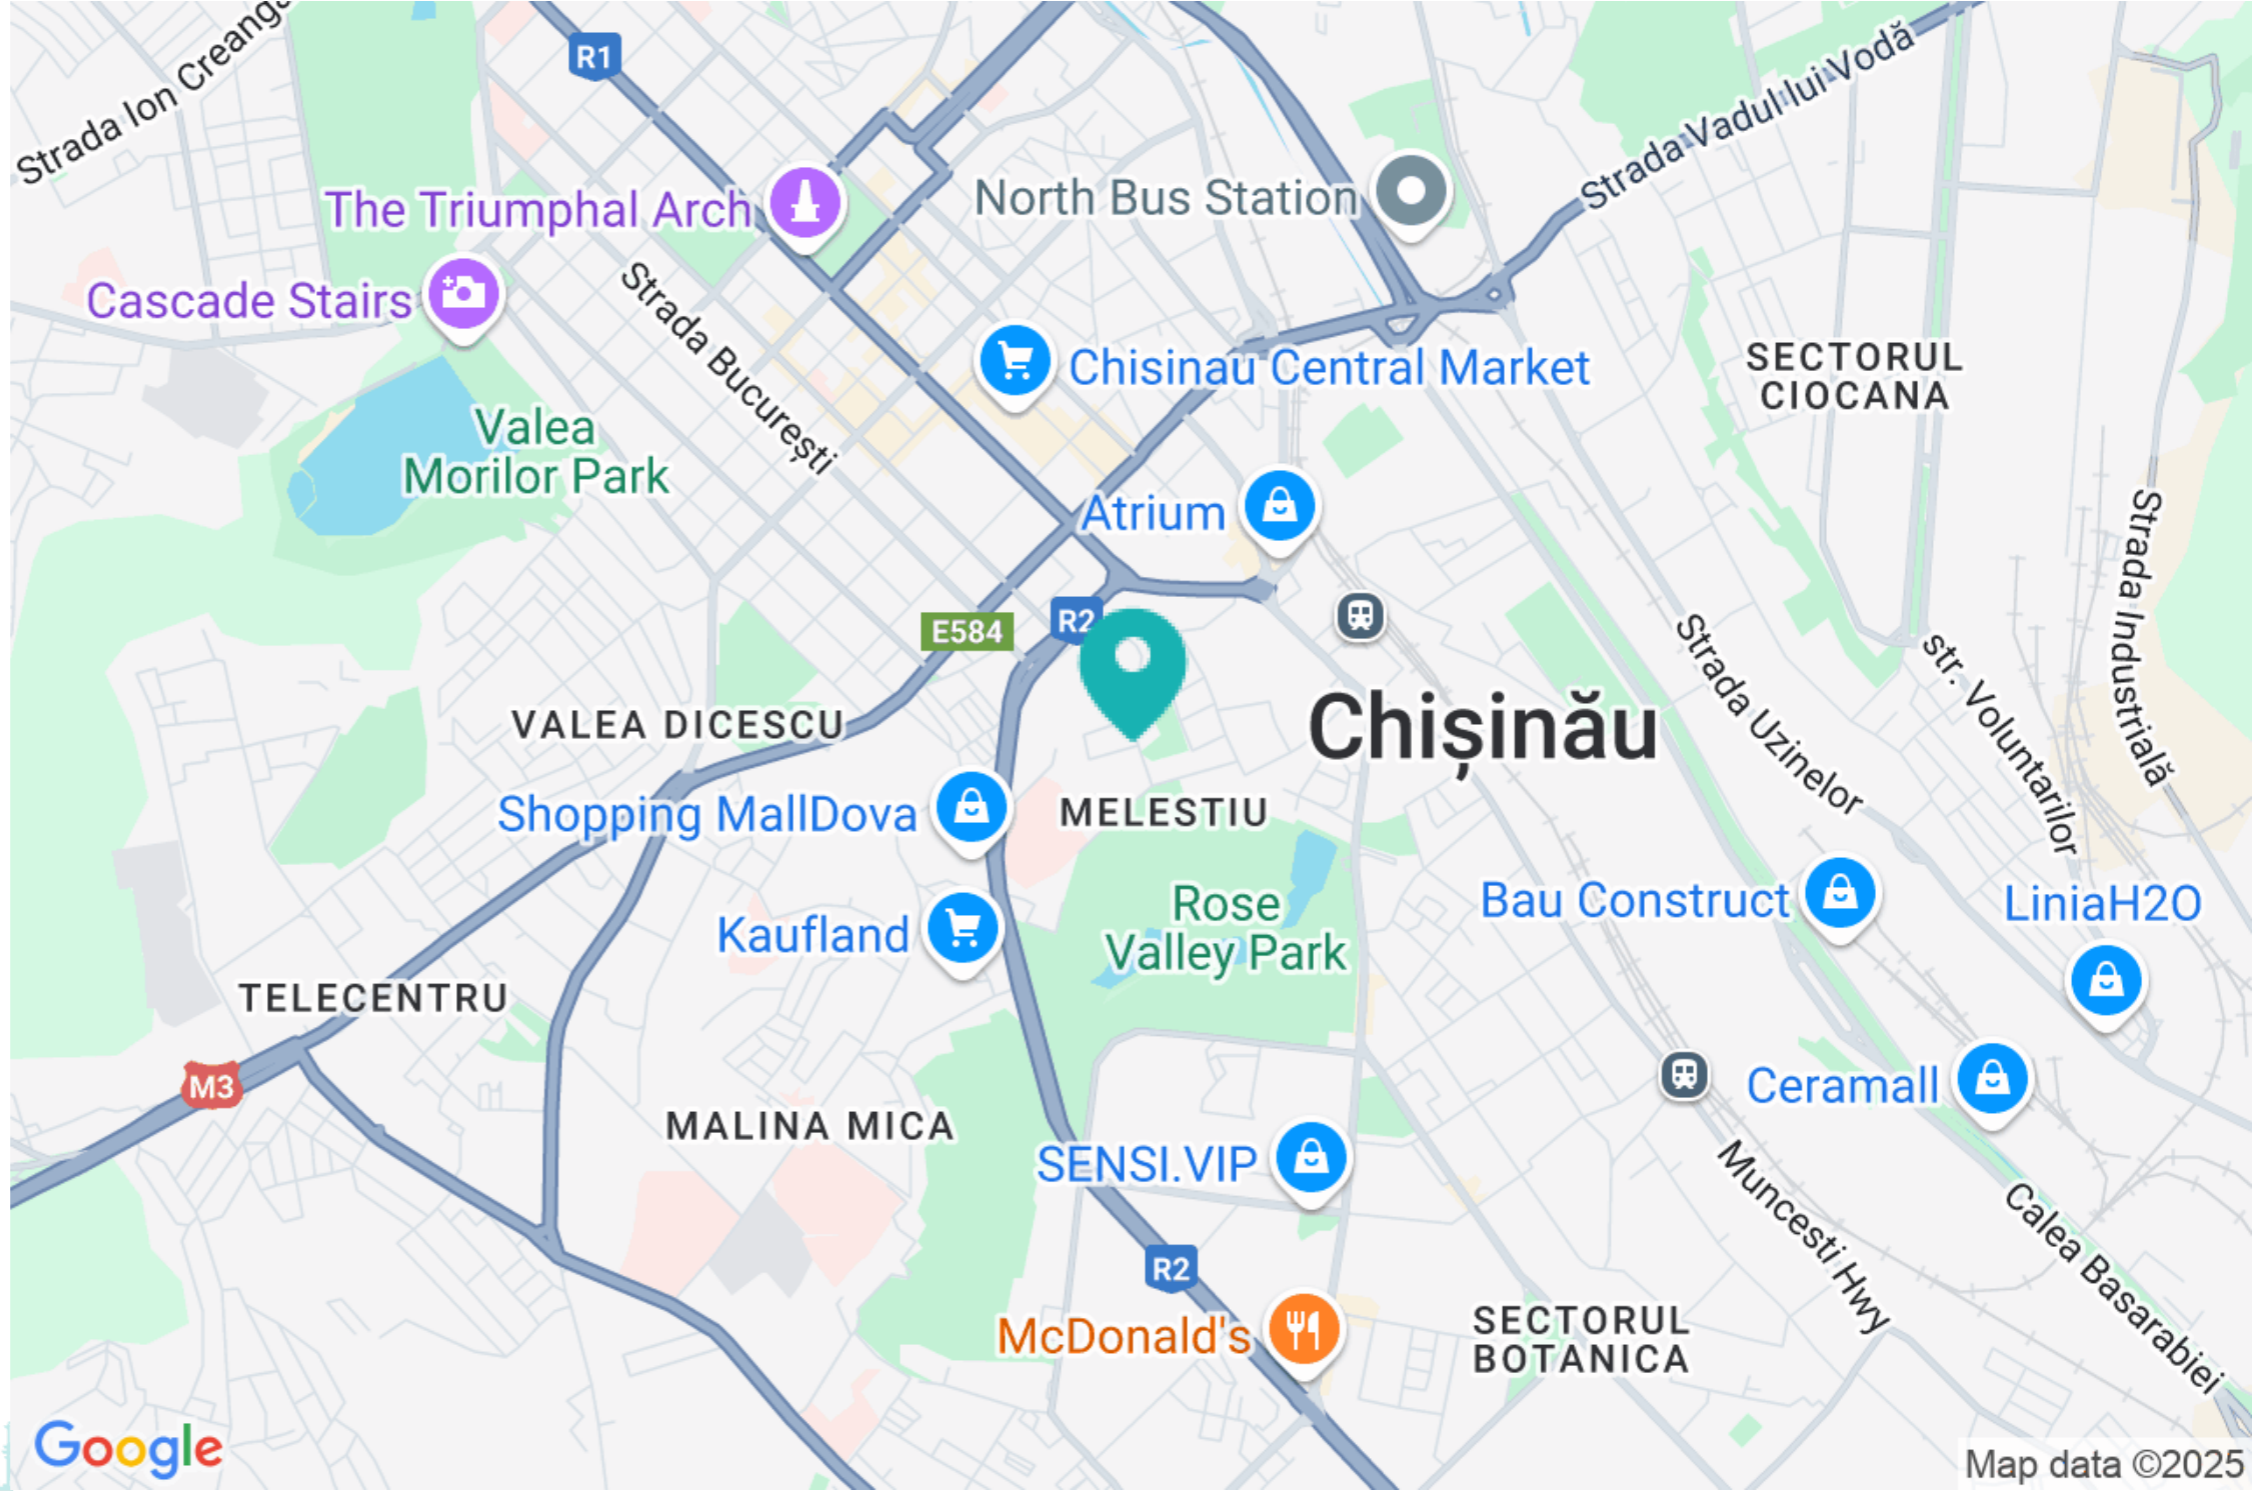 R1
Strada Ion Creangă
Strada Vadul lui Vodă
The Triumphal Arch
North Bus Station
Cascade Stairs
Strada București
Chisinau Central Market
SECTORUL
CIOCANA
Valea
Morilor Park
Atrium
Strada Industrială
R2
E584
Strada Uzinelor
str. Voluntarilor
Chișinău
VALEA DICESCU
Shopping MallDova
MELESTIU
Kaufland
Rose
Valley Park
Bau Construct
LiniaH2O
TELECENTRU
M3
Ceramall
MALINA MICA
SENSI.VIP
Muncesti Hwy
Calea Basarabiei
R2
McDonald's
SECTORUL
BOTANICA
Google
Map data ©2025